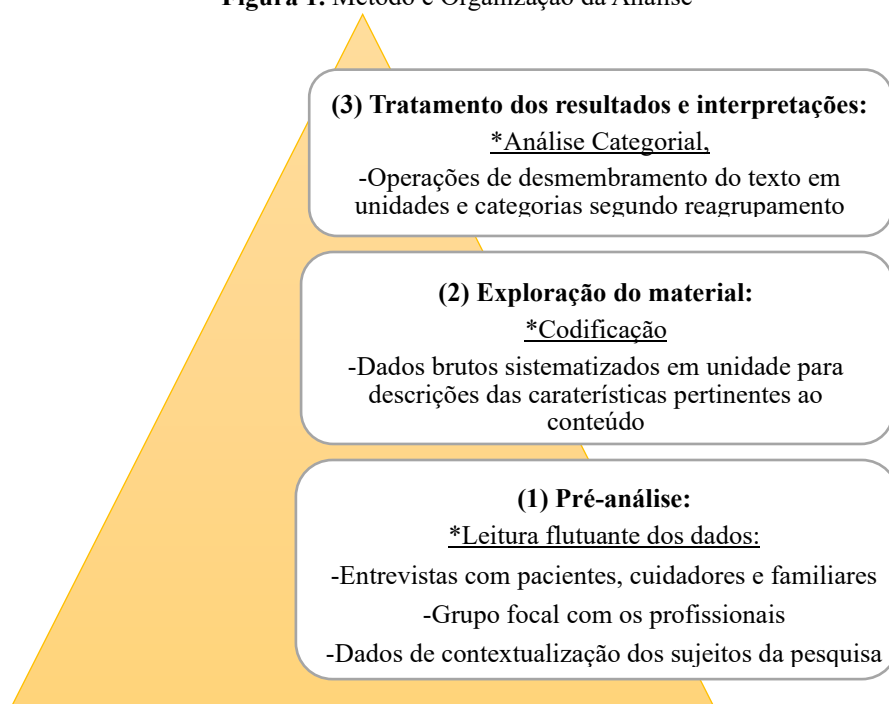 Figura 1. Método e Organização da Análise
(3) Tratamento dos resultados e interpretações:
*Análise Categorial,
-Operações de desmembramento do texto em
unidades e categorias segundo reagrupamento
(2) Exploração do material:
*Codificação
-Dados brutos sistematizados em unidade para
descrições das caraterísticas pertinentes ao
conteúdo
(1) Pré-análise:
*Leitura flutuante dos dados:
-Entrevistas com pacientes, cuidadores e familiares
-Grupo focal com os profissionais
-Dados de contextualização dos sujeitos da pesquisa